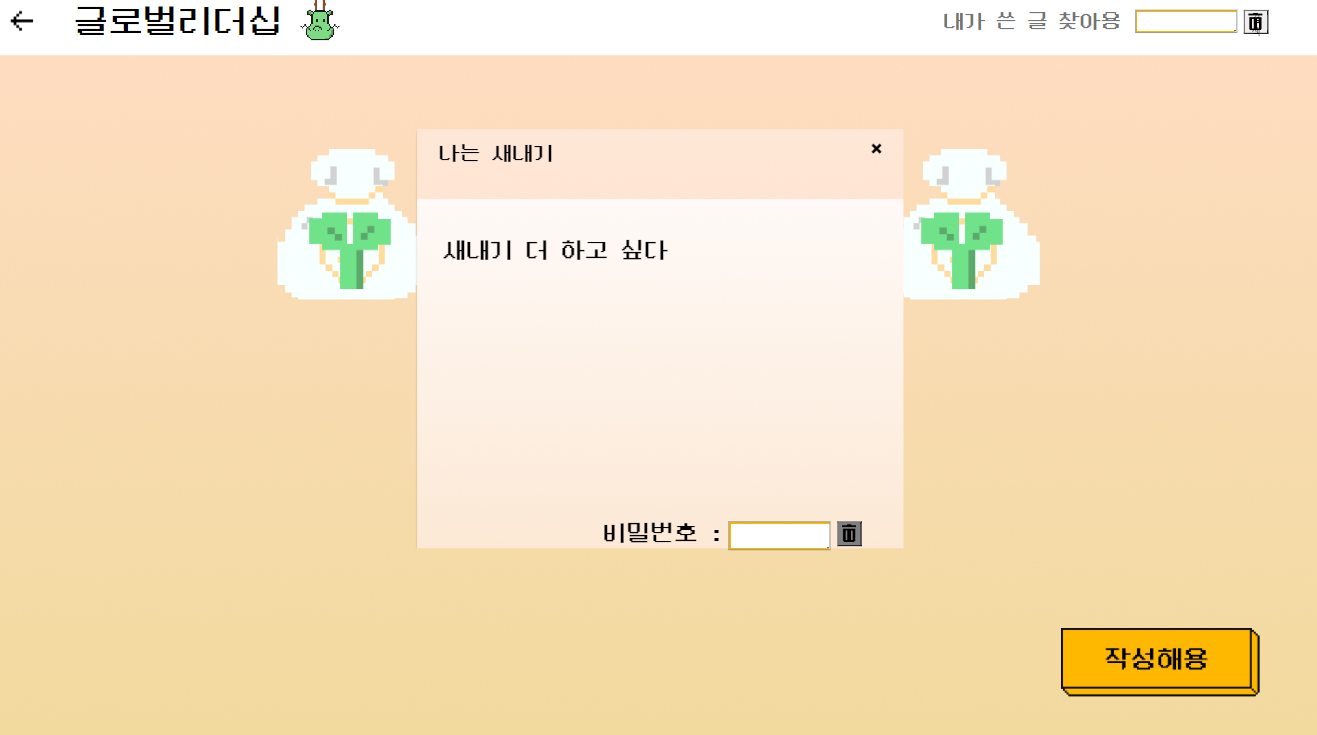 글로벌리더십
내가 쓴 글 찾아용
나는 새내기
새내기 더 하고 싶다
비밀번호 :
작성해용